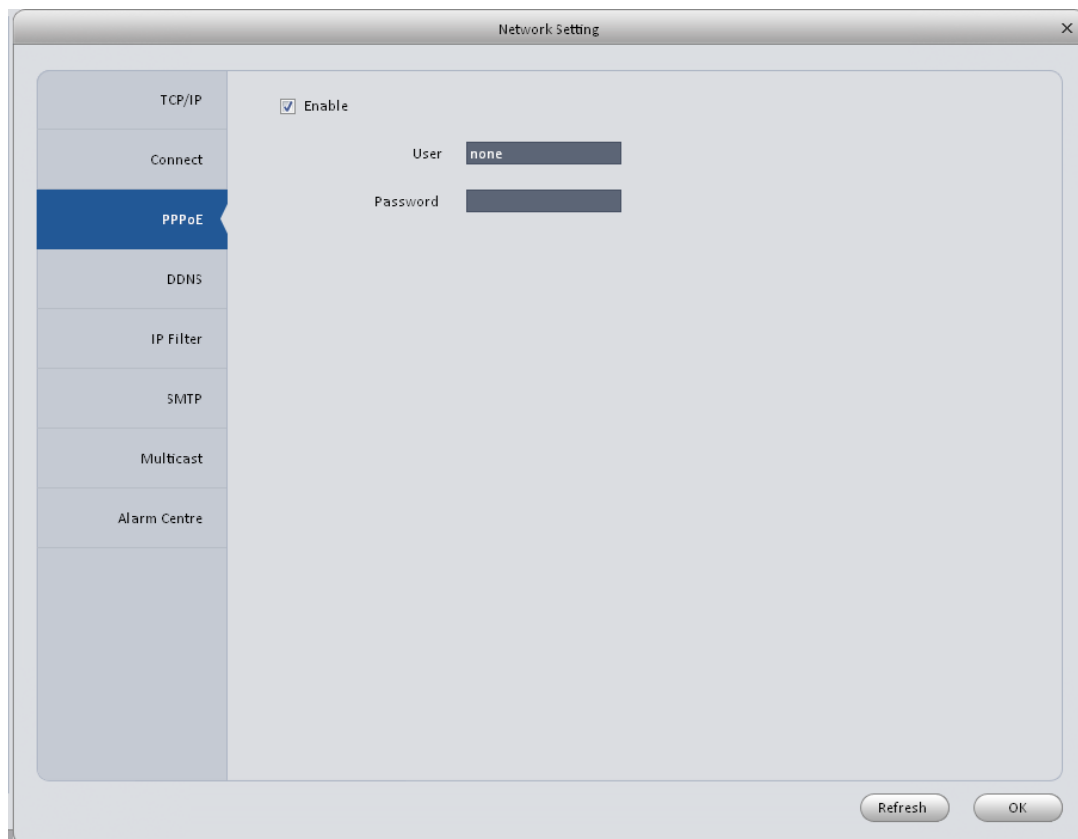 Network Setting
TCP/IP
Connect
PPPoE
DDNS
IP Filter
SMTP
Multicast
Alarm Centre
Enable
User none
Password
Refresh OK